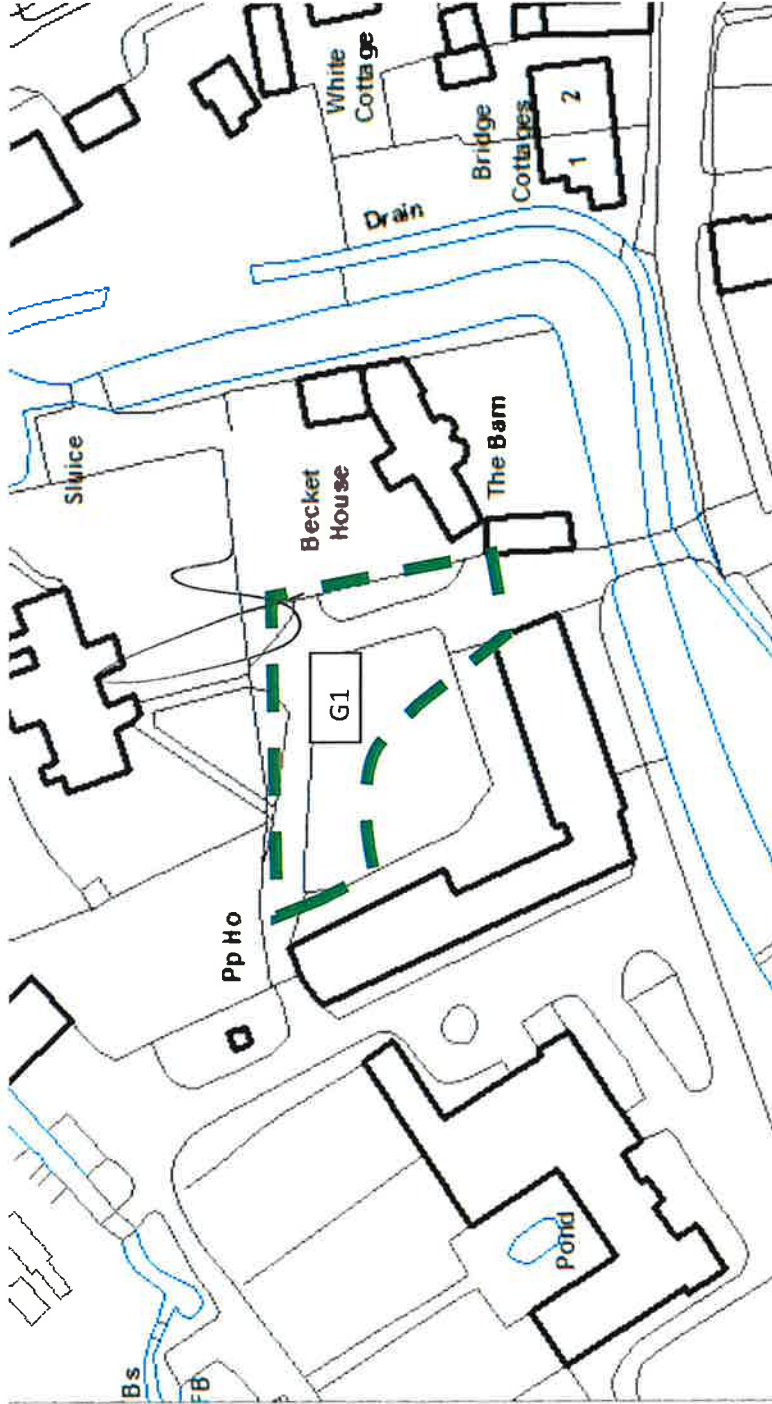 White
Cottage
Bridge
Cottages
1 2
Drain
Sluice
Becket
House
The Barn
G1
Pp Ho
Pond
Bs
FB